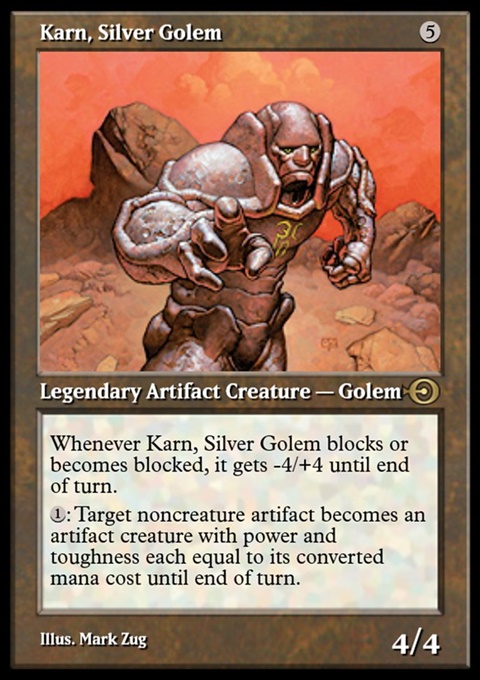 Karn, Silver Golem 5
Legendary Artifact Creature — Golem
Whenever Karn, Silver Golem blocks or
becomes blocked, it gets -4/+4 until end
of turn.
1: Target noncreature artifact becomes an
artifact creature with power and
toughness each equal to its converted
mana cost until end of turn.
Illus. Mark Zug
4/4